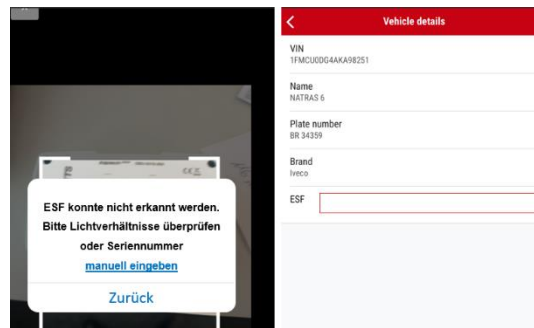 ESF konnte nicht erkannt werden.
Bitte Lichtverhältnisse überprüfen
oder Seriennummer
manuell eingeben
Zurück
Vehicle details
VIN
1FMCU0DG4AKA98251
Name
NATRAS 6
Plate number
BR 34359
Brand
Iveco
ESF